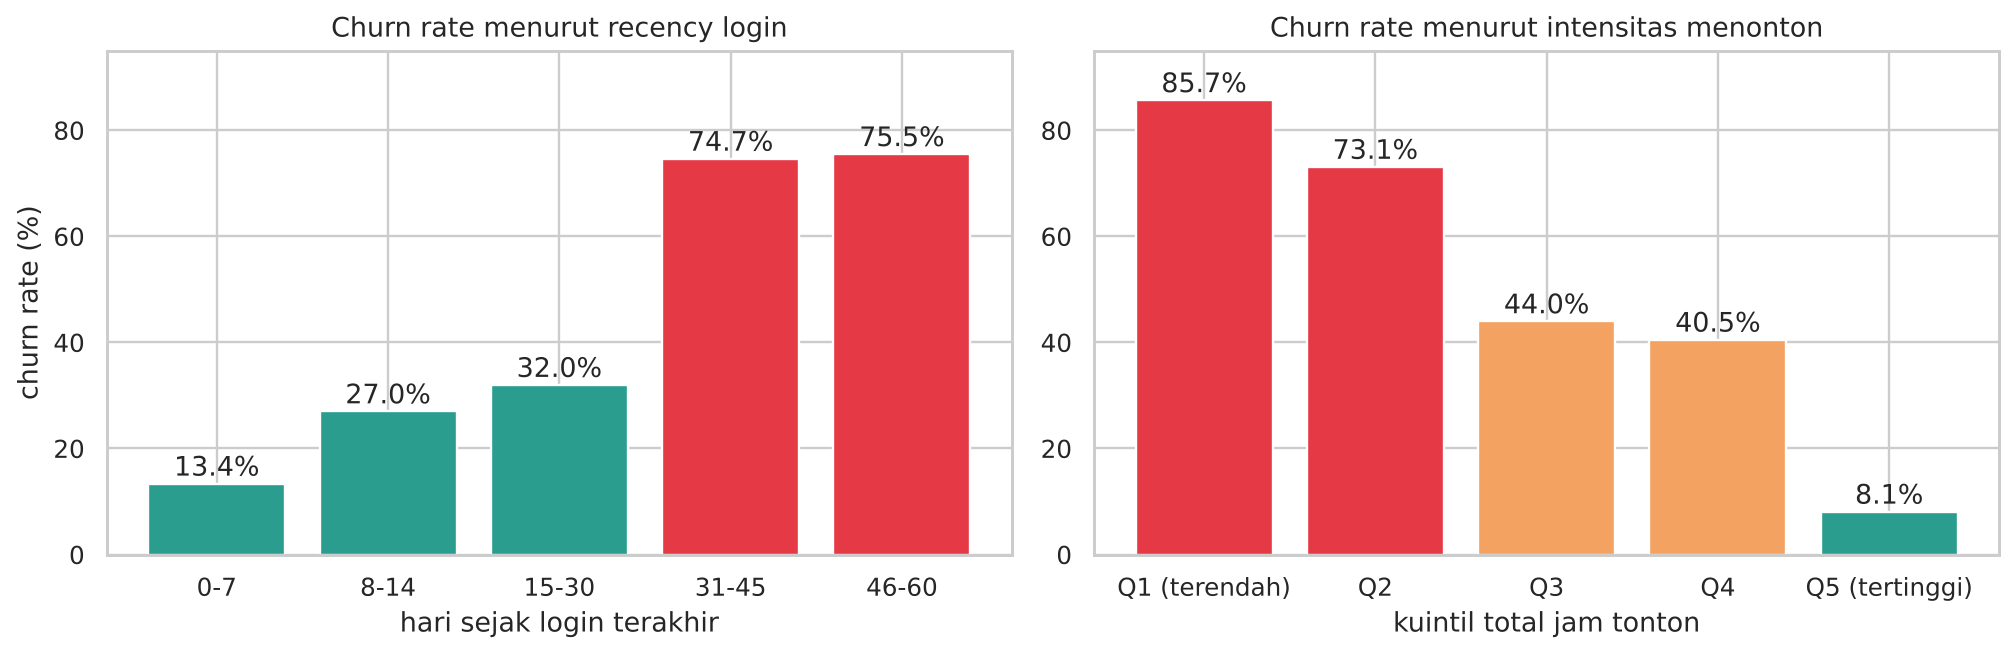 Churn rate menurut recency login
churn rate (%)
80
60
40
20
0
13.4%
27.0%
32.0%
74.7%
75.5%
0-7
8-14
15-30
31-45
46-60
hari sejak login terakhir
Churn rate menurut intensitas menonton
80
60
40
20
0
85.7%
73.1%
44.0%
40.5%
8.1%
Q1 (terendah)
Q2
Q3
Q4
Q5 (tertinggi)
kuintil total jam tonton